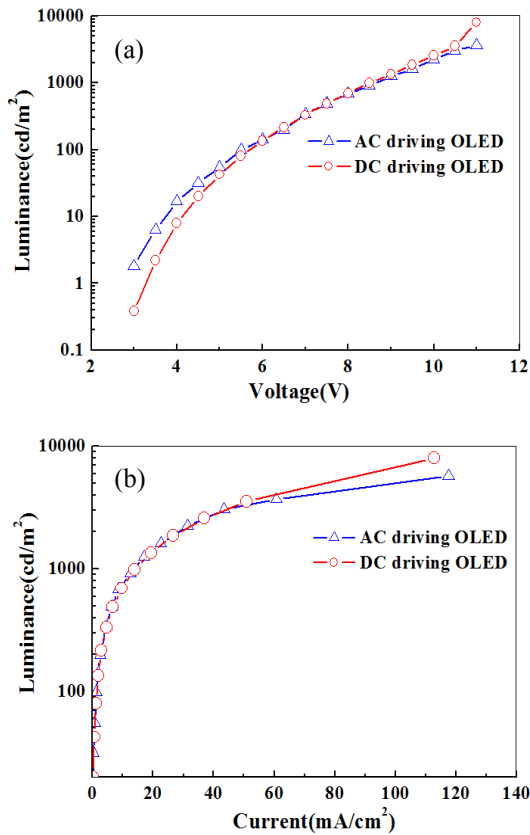 (a)
Luminance(cd/m²)
10000
1000
100
10
1
0.1
AC driving OLED
DC driving OLED
2 4 6 8 10 12
Voltage(V)
(b)
Luminance(cd/m²)
10000
1000
100
AC driving OLED
DC driving OLED
0 20 40 60 80 100 120 140
Current(mA/cm²)